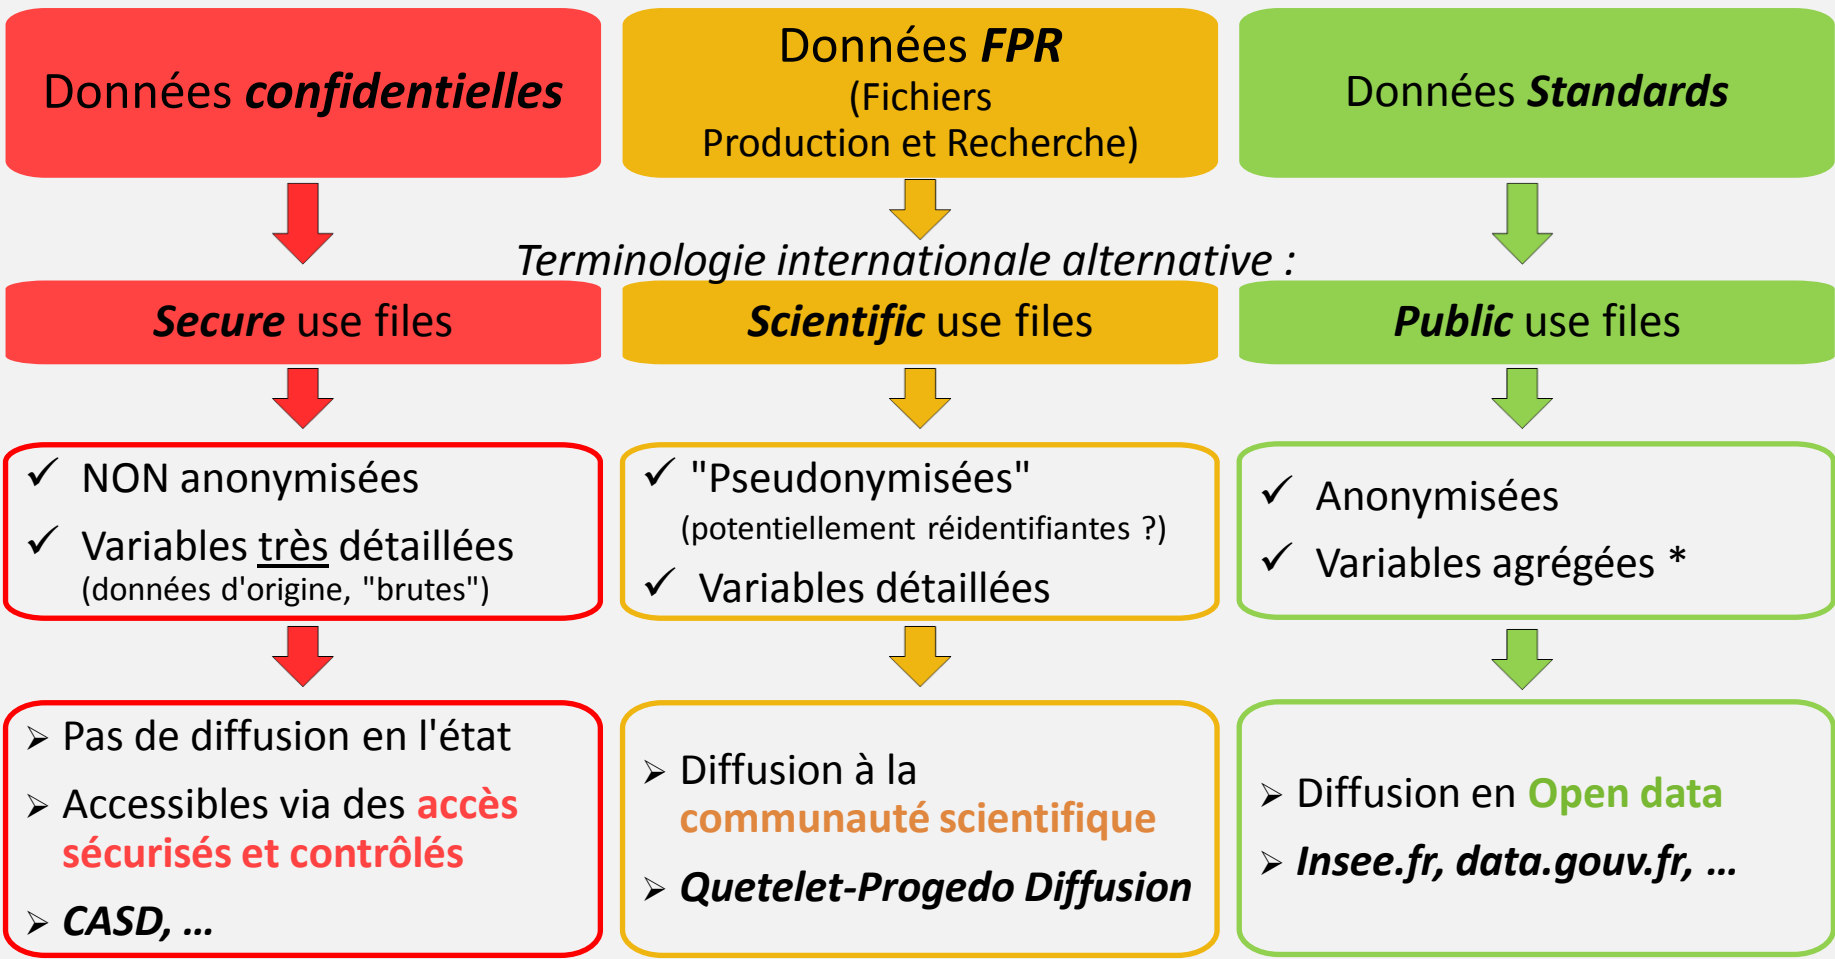 Données confidentielles
Données FPR
(Fichiers
Production et Recherche)
Données Standards
Terminologie internationale alternative :
Secure use files
Scientific use files
Public use files
✓ NON anonymisées
✓ Variables très détaillées
(données d'origine, "brutes")
✓ "Pseudonymisées"
(potentiellement réidentifiantes ?)
✓ Variables détaillées
✓ Anonymisées
✓ Variables agrégées *
➢ Pas de diffusion en l'état
➢ Accessibles via des accès
sécurisés et contrôlés
➢ CASD, ...
➢ Diffusion à la
communauté scientifique
➢ Quetelet-Progedo Diffusion
➢ Diffusion en Open data
➢ Insee.fr, data.gouv.fr, ...